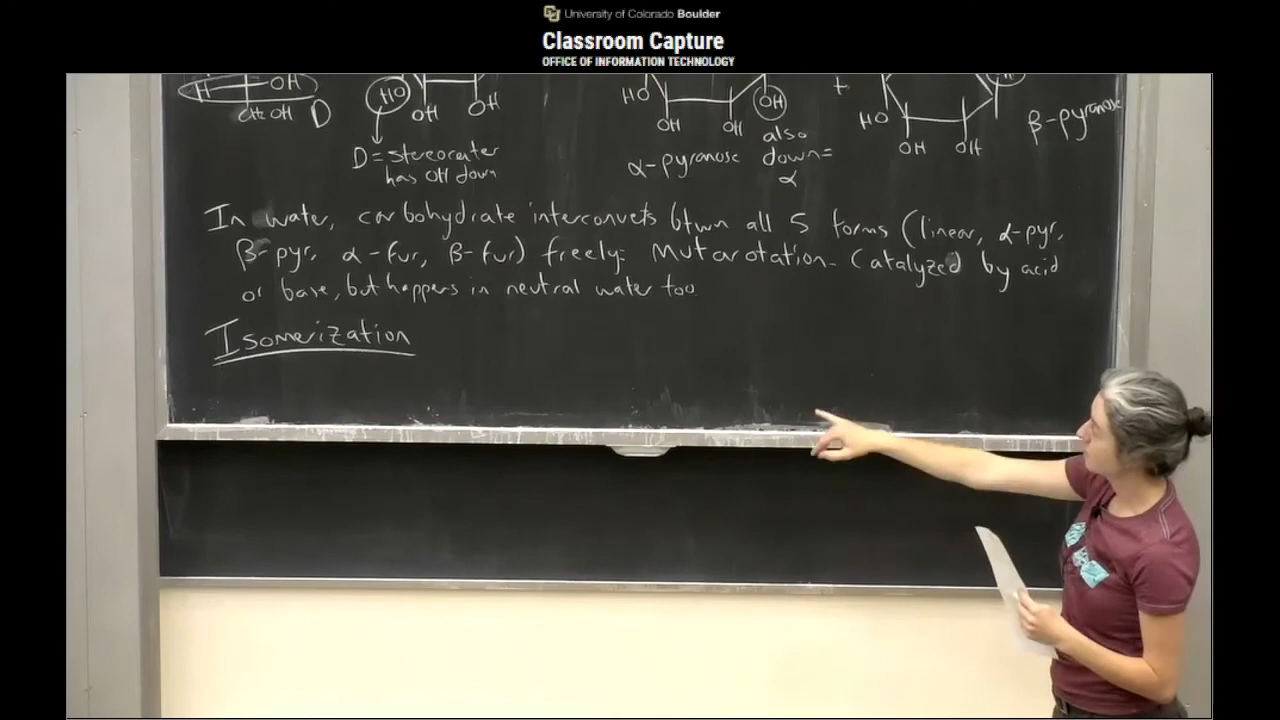 University of Colorado Boulder
Classroom Capture
OFFICE OF INFORMATION TECHNOLOGY
H OH
CH2OH D
HO
OH OH
D = stereocenter
has OH down
HO OH
OH OH
α-pyranose
also
down=
α
+
HO
OH OH
β-pyranose
In water, carbohydrate interconverts btwn all 5 forms (linear, α-pyr,
β-pyr, α-fur, β-fur) freely: Mutarotation. Catalyzed by acid
or base, but happens in neutral water too.
Isomerization